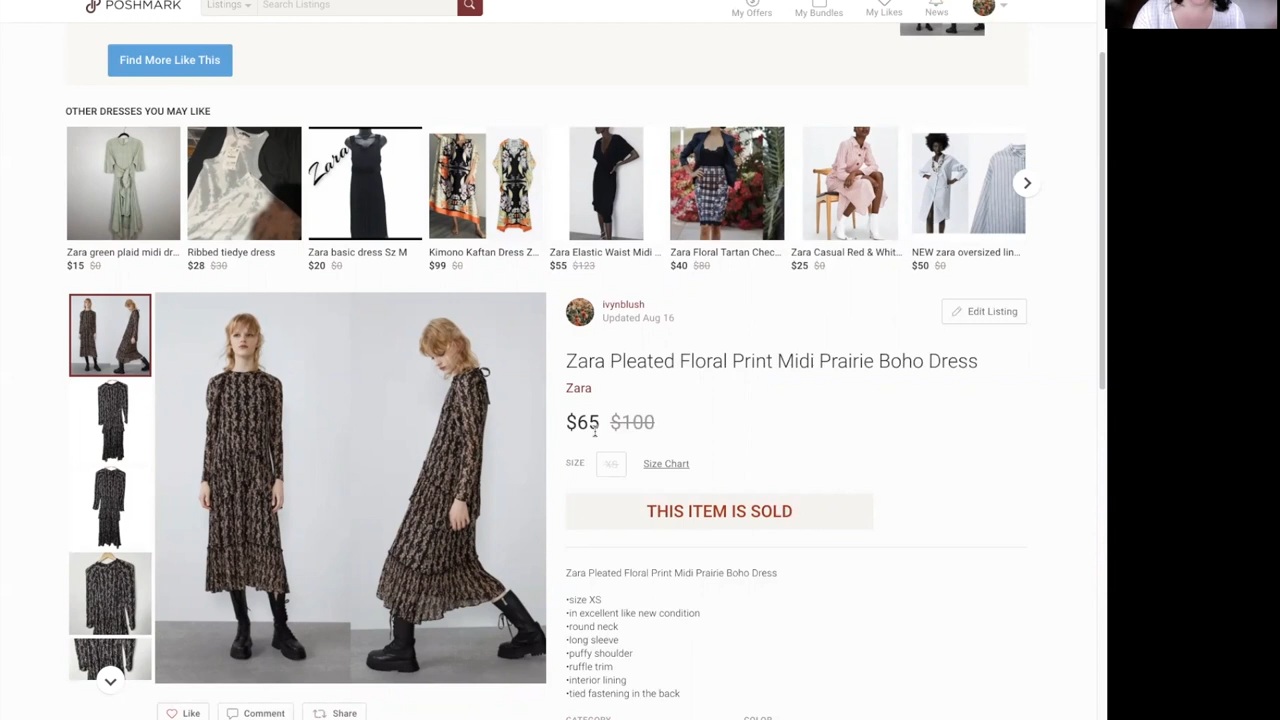 POSHMARK
Listings
Search Listings
My Offers
My Bundles
My Likes
News
Find More Like This
OTHER DRESSES YOU MAY LIKE
Zara
Zara green plaid midi dr...
$15 $0
Ribbed tiedye dress
$28 $30
Zara basic dress Sz M
$20 $0
Kimono Kaftan Dress Z...
$99 $0
Zara Elastic Waist Midi ...
$55 $123
Zara Floral Tartan Chec...
$40 $80
Zara Casual Red & Whit...
$25 $0
NEW zara oversized lin...
$50 $0
ivynblush
Updated Aug 16
Edit Listing
Zara Pleated Floral Print Midi Prairie Boho Dress
Zara
$65 $100
SIZE
XS
Size Chart
THIS ITEM IS SOLD
Zara Pleated Floral Print Midi Prairie Boho Dress
•size XS
•in excellent like new condition
•round neck
•long sleeve
•puffy shoulder
•ruffle trim
•interior lining
•tied fastening in the back
Like
Comment
Share
CATEGORY
COLOR